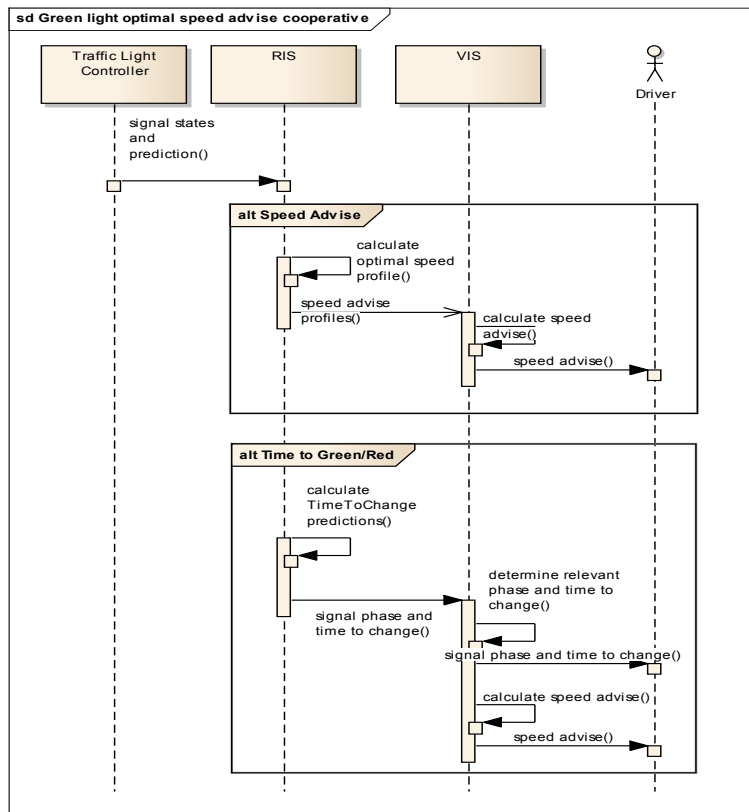 sd Green light optimal speed advise cooperative
Traffic Light
Controller
RIS
VIS
Driver
signal states
and
prediction()
alt Speed Advise
calculate
optimal speed
profile()
speed advise
profiles()
calculate speed
advise()
speed advise()
alt Time to Green/Red
calculate
TimeToChange
predictions()
signal phase and
time to change()
determine relevant
phase and time to
change()
signal phase and time to change()
calculate speed advise()
speed advise()